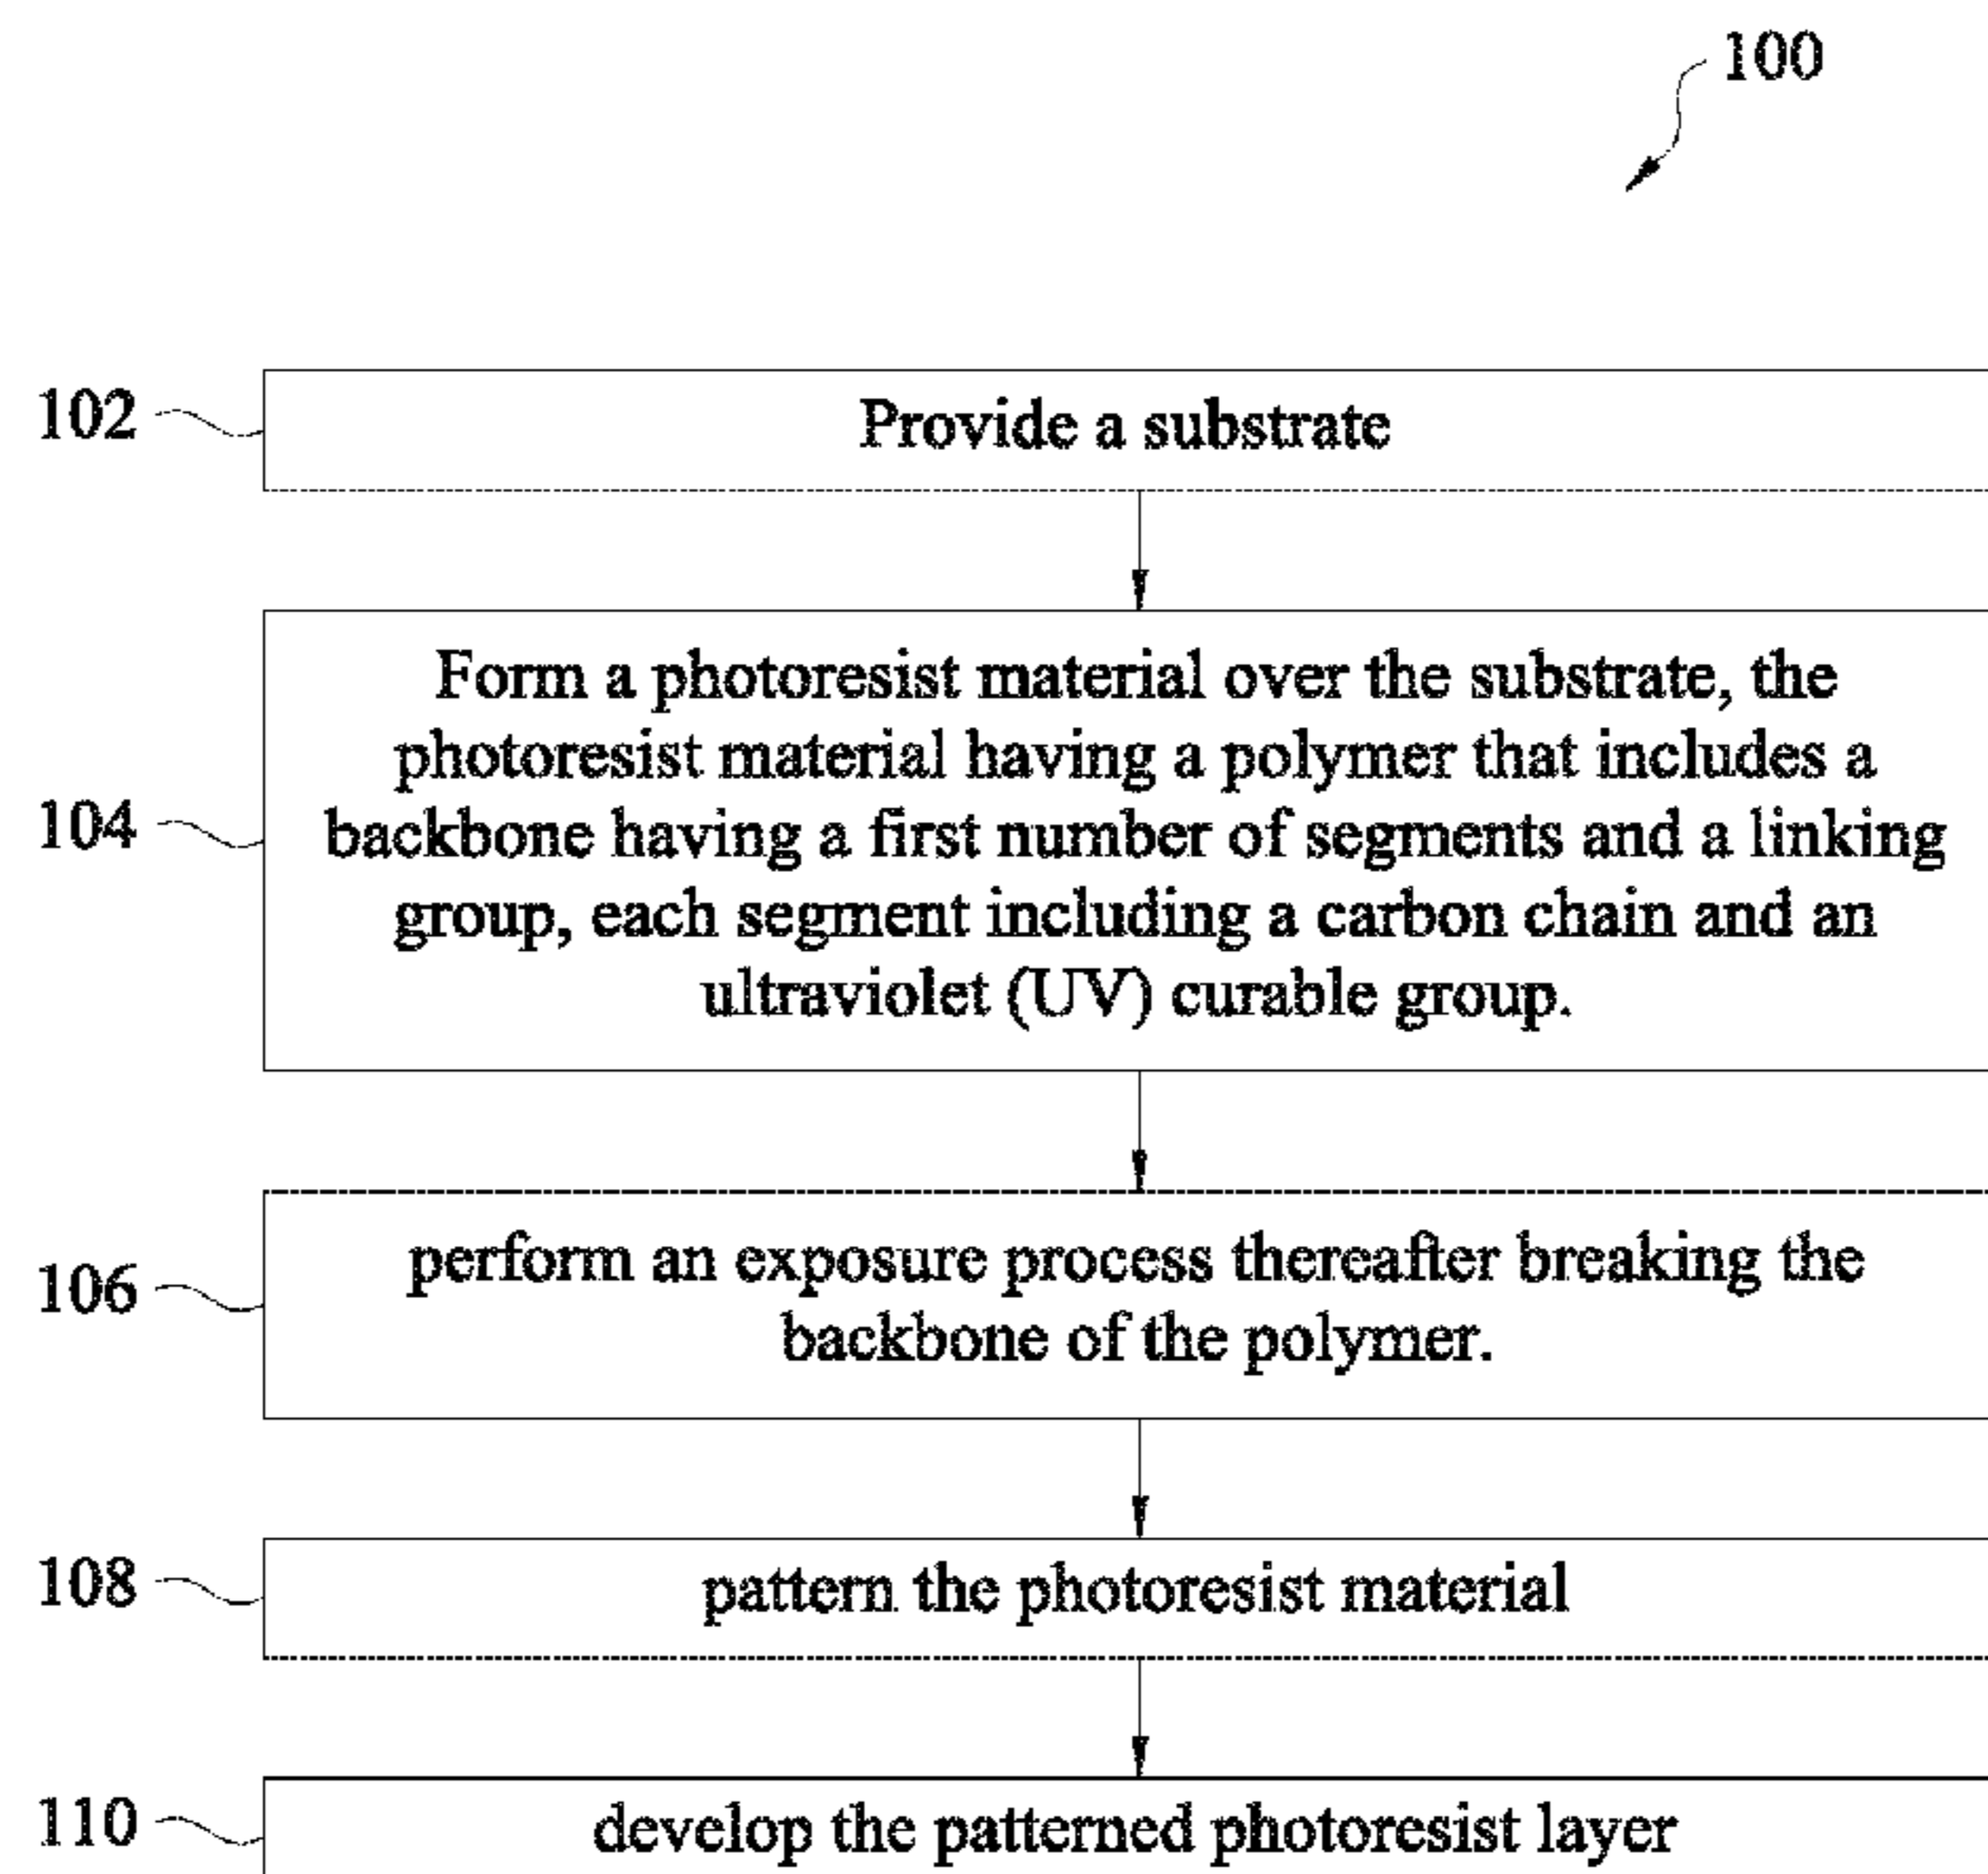 100
102
Provide a substrate
104
Form a photoresist material over the substrate, the
photoresist material having a polymer that includes a
backbone having a first number of segments and a linking
group, each segment including a carbon chain and an
ultraviolet (UV) curable group.
106
perform an exposure process thereafter breaking the
backbone of the polymer.
108
pattern the photoresist material
110
develop the patterned photoresist layer